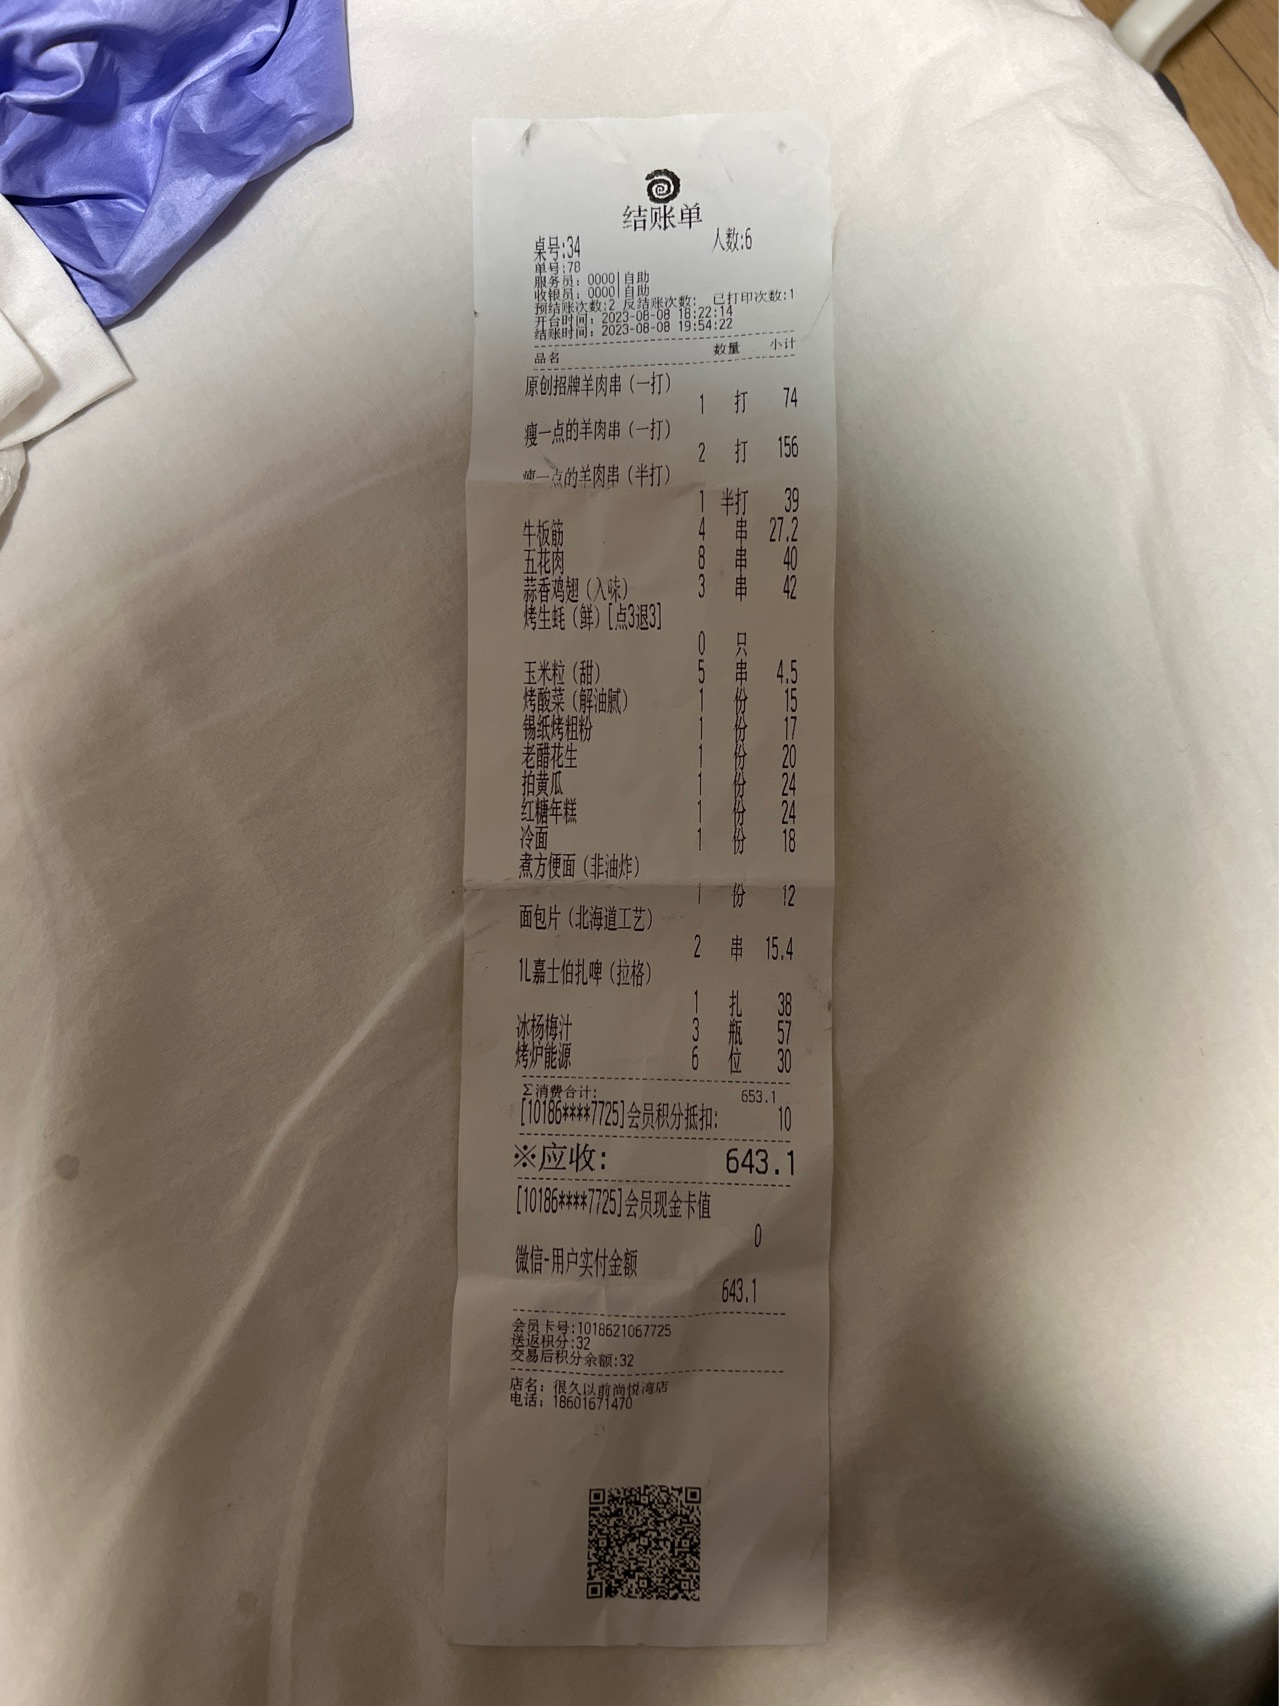 结账单
桌号:34 人数:6
单号:78
服务员: 0000|自助
收银员: 0000|自助
预结账次数:2 反结账次数: 已打印次数:1
开台时间: 2023-08-08 18:22:14
结账时间: 2023-08-08 19:54:22
品名 数量 小计
原创招牌羊肉串(一打)
1 打 74
瘦一点的羊肉串(一打)
2 打 156
瘦一点的羊肉串(半打)
1 半打 39
牛板筋 4 串 27.2
五花肉 8 串 40
蒜香鸡翅(入味) 3 串 42
烤生蚝(鲜)[点3退3]
0 只
玉米粒(甜) 5 串 4.5
烤酸菜(解油腻) 1 份 15
锡纸烤粗粉 1 份 17
老醋花生 1 份 20
拍黄瓜 1 份 24
红糖年糕 1 份 24
冷面 1 份 18
煮方便面(非油炸)
1 份 12
面包片(北海道工艺)
2 串 15.4
1L嘉士伯扎啤(拉格)
1 扎 38
冰杨梅汁 3 瓶 57
烤炉能源 6 位 30
Σ消费合计: 653.1
[10186****7725]会员积分抵扣: 10
※应收: 643.1
[10186****7725]会员现金卡值
0
微信-用户实付金额
643.1
会员卡号:1018621067725
送返积分:32
交易后积分余额:32
店名: 很久以前尚悦湾店
电话: 18601671470